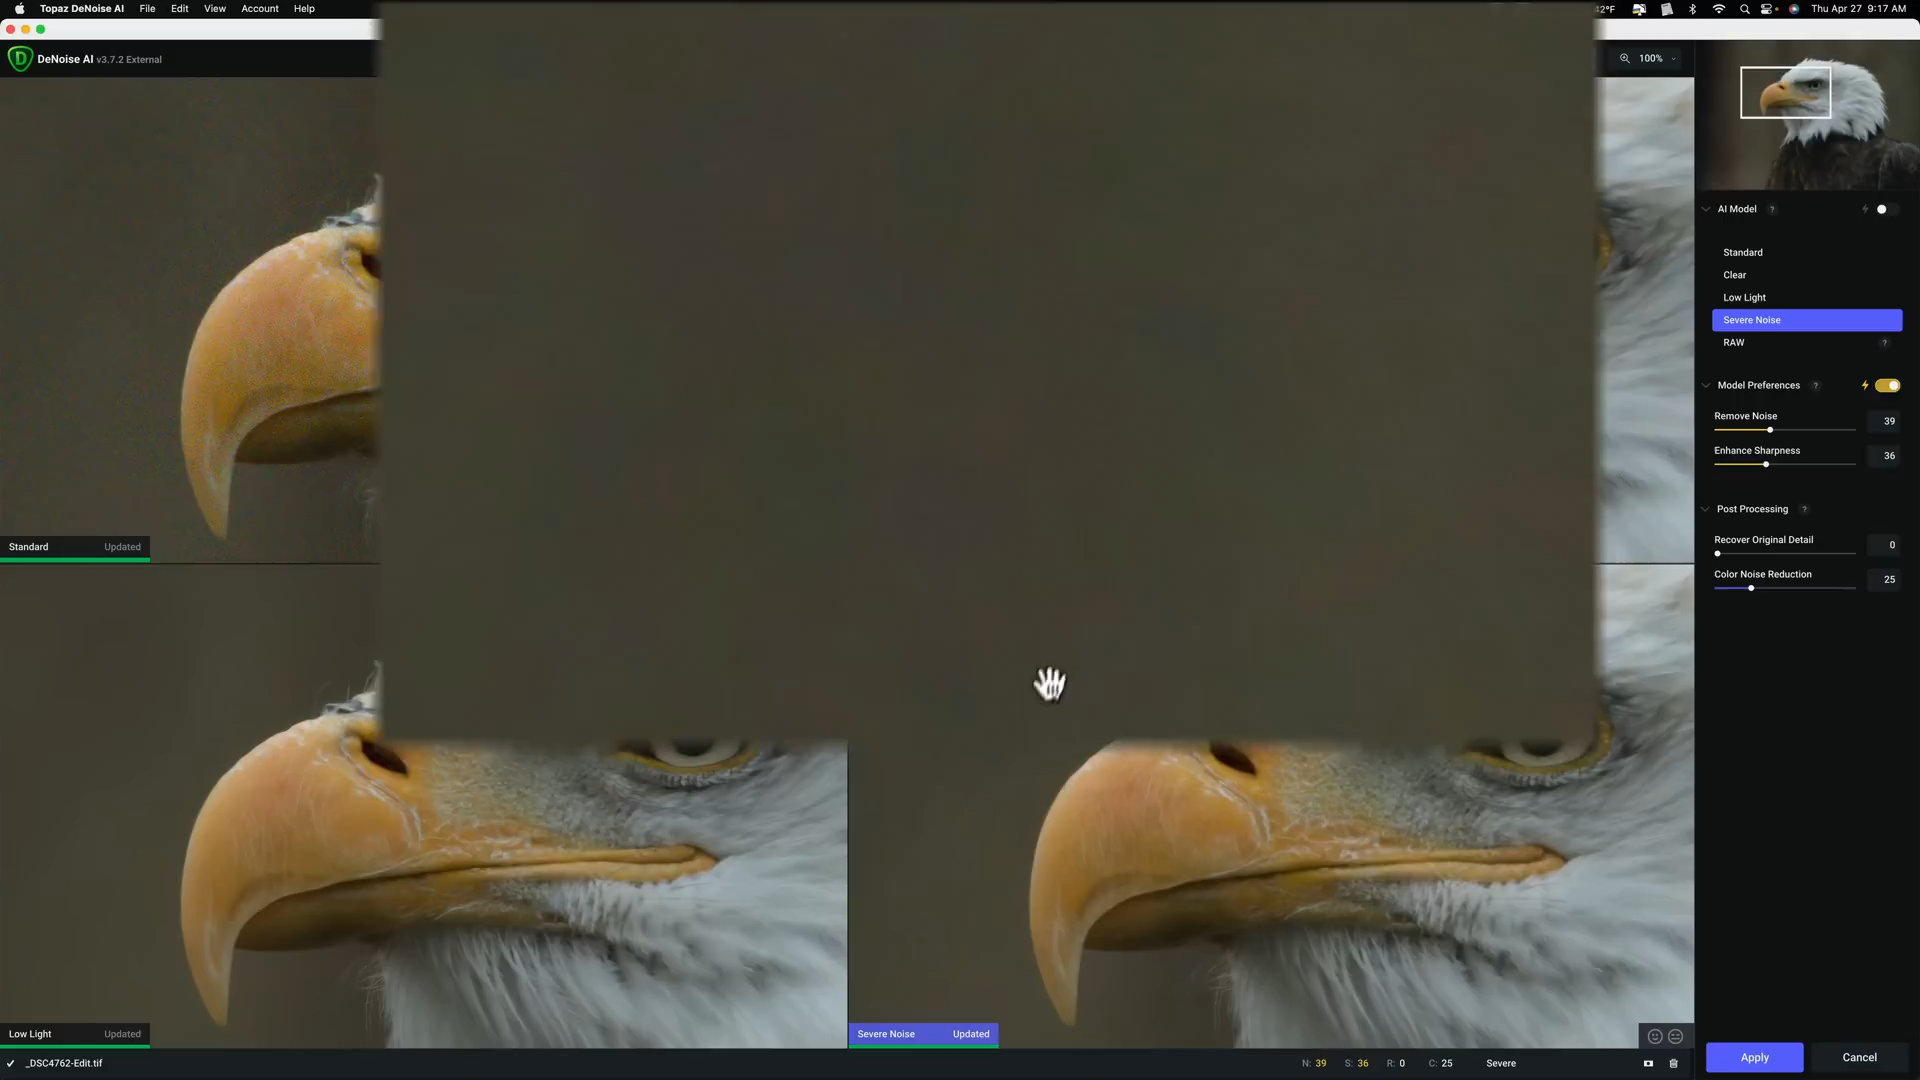 Topaz DeNoise AI File Edit View Account Help
Thu Apr 27 9:17 AM
DeNoise AI v3.7.2 External
100%
AI Model ?
Standard
Clear
Low Light
Severe Noise
RAW ?
Model Preferences ?
Remove Noise 39
Enhance Sharpness 36
Post Processing ?
Recover Original Detail 0
Color Noise Reduction 25
Standard Updated
Low Light Updated
Severe Noise Updated
_DSC4762-Edit.tif
N: 39 S: 36 R: 0 C: 25 Severe
Apply Cancel